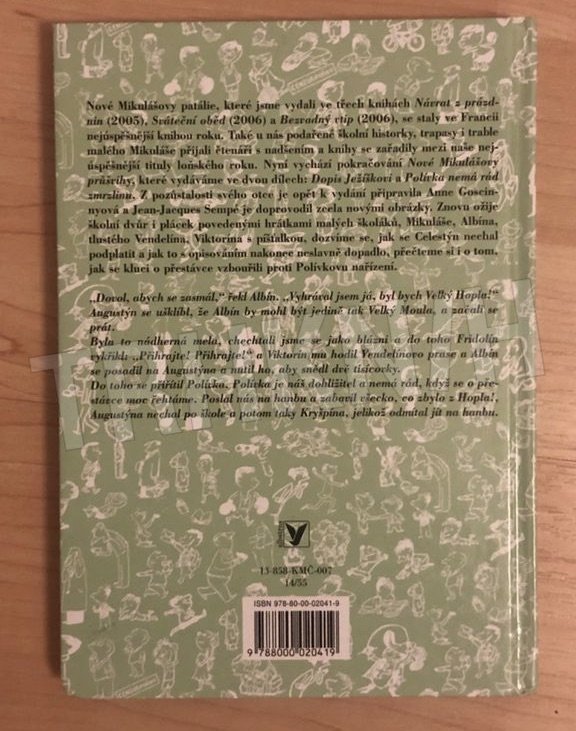 Nové Mikulášovy patálie, které jsme vydali ve třech knihách Návrat z prázd-
nin (2005), Sváteční oběd (2006) a Bezvadný vtip (2006), se staly ve Francii
nejúspěšnější knihou roku. Také u nás podařené školní historky, trapasy i trable
malého Mikuláše přijali čtenáři s nadšením a knihy se zařadily mezi naše nej-
úspěšnější tituly loňského roku. Nyní vychází pokračování Nové Mikulášovy
průšvihy, které vydáváme ve dvou dílech: Dopis Ježíškovi a Polívka nemá rád
zmrzlinu. Z pozůstalosti svého otce je opět k vydání připravila Anne Goscin-
nyová a Jean-Jacques Sempé je doprovodil zcela novými obrázky. Znovu ožije
školní dvůr i plácek povedenými hrátkami malých školáků, Mikuláše, Albína,
tlustého Vendelína, Viktorína s píšťalkou, dozvíme se, jak se Celestýn nechal
podplatit a jak to s opisováním nakonec neslavně dopadlo, přečteme si i o tom,
jak se kluci o přestávce vzbouřili proti Polívkovu nařízení.
„Dovol, abych se zasmál,“ řekl Albín. „Vyhrával jsem já, byl bych Velký Hopla!“
Augustýn se ušklíbl, že Albín by mohl být jedině tak Velký Moula, a začali se
prát.
Byla to nádherná mela, chechtali jsme se jako blázni a do toho Fridolín
vykřikl: „Přihrajte! Přihrajte!“ a Viktorín mu hodil Vendelínovo prase a Albín
se posadil na Augustýna a nutil ho, aby snědl dvě tisícovky.
Do toho se přiřítil Polívka, Polívka je náš dohlížitel a nemá rád, když se o pře-
stávce moc řehtáme. Poslal nás na hanbu a zabavil všecko, co zbylo z Hopla!,
Augustýna nechal po škole a potom taky Kryšpína, jelikož odmítal jít na hanbu.
13-858-KMČ-007
14/55
ISBN 978-80-00-02041-9
9 788000 020419